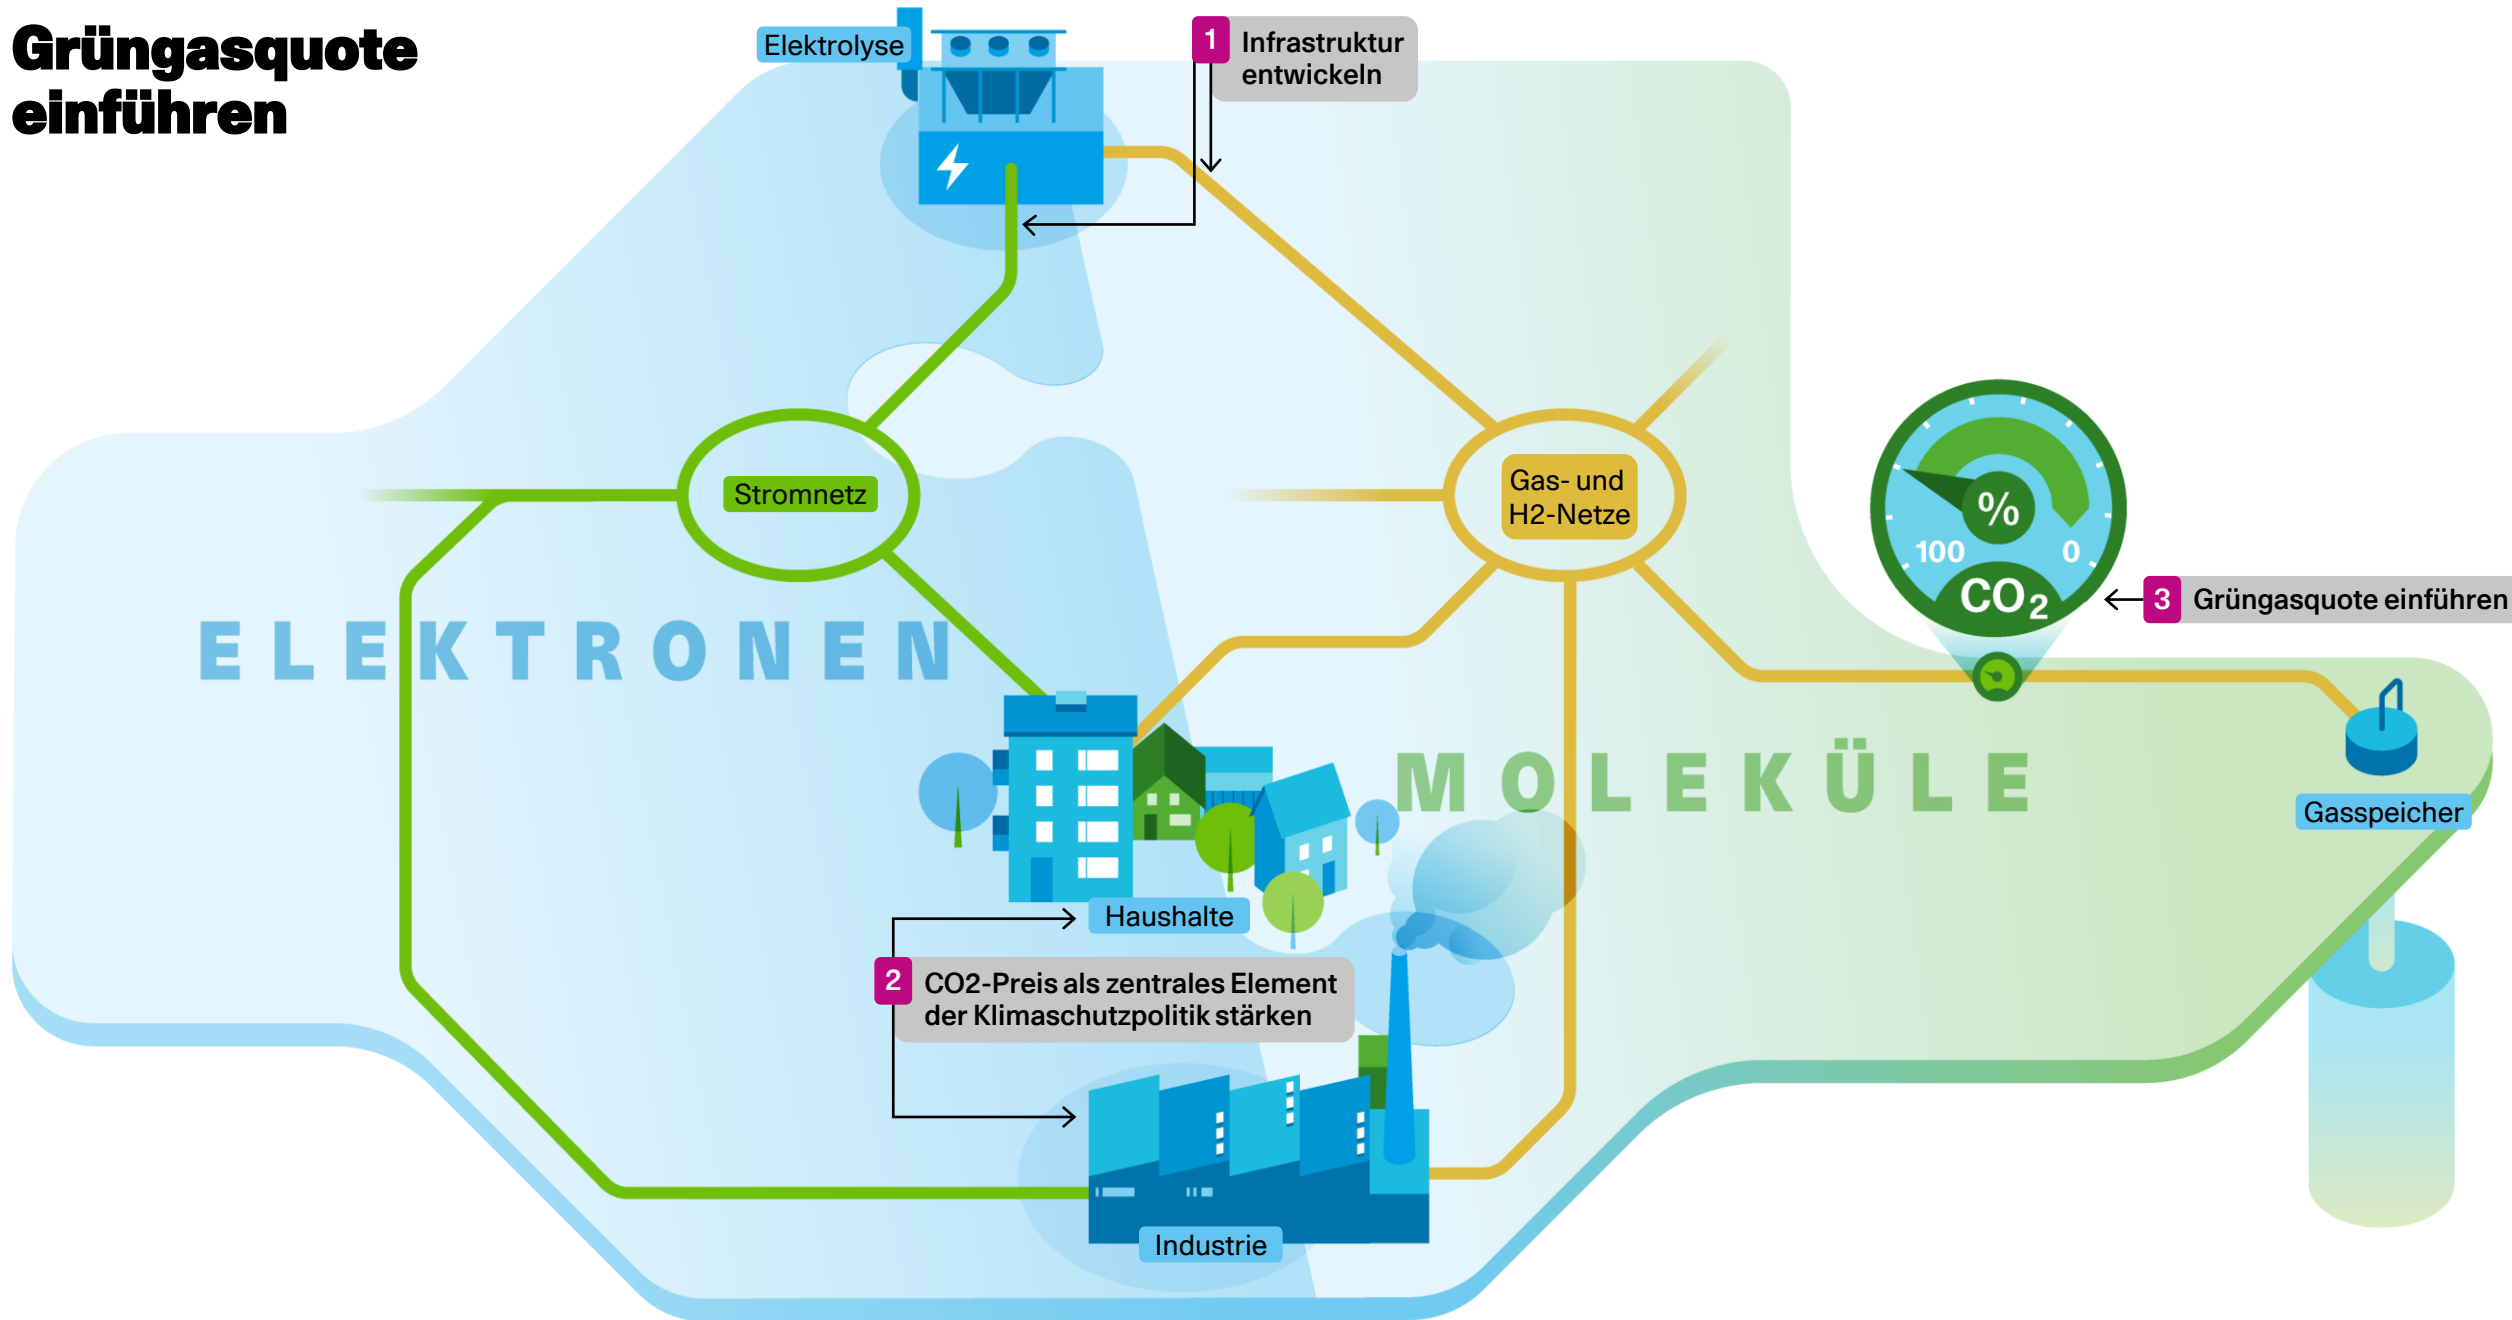 Grüngasquote
einführen
Elektrolyse
1
Infrastruktur
entwickeln
Stromnetz
Gas- und
H2-Netze
%
100
0
CO2
3
Grüngasquote einführen
ELEKTRONEN
MOLEKÜLE
Gasspeicher
Haushalte
2
CO2-Preis als zentrales Element
der Klimaschutzpolitik stärken
Industrie